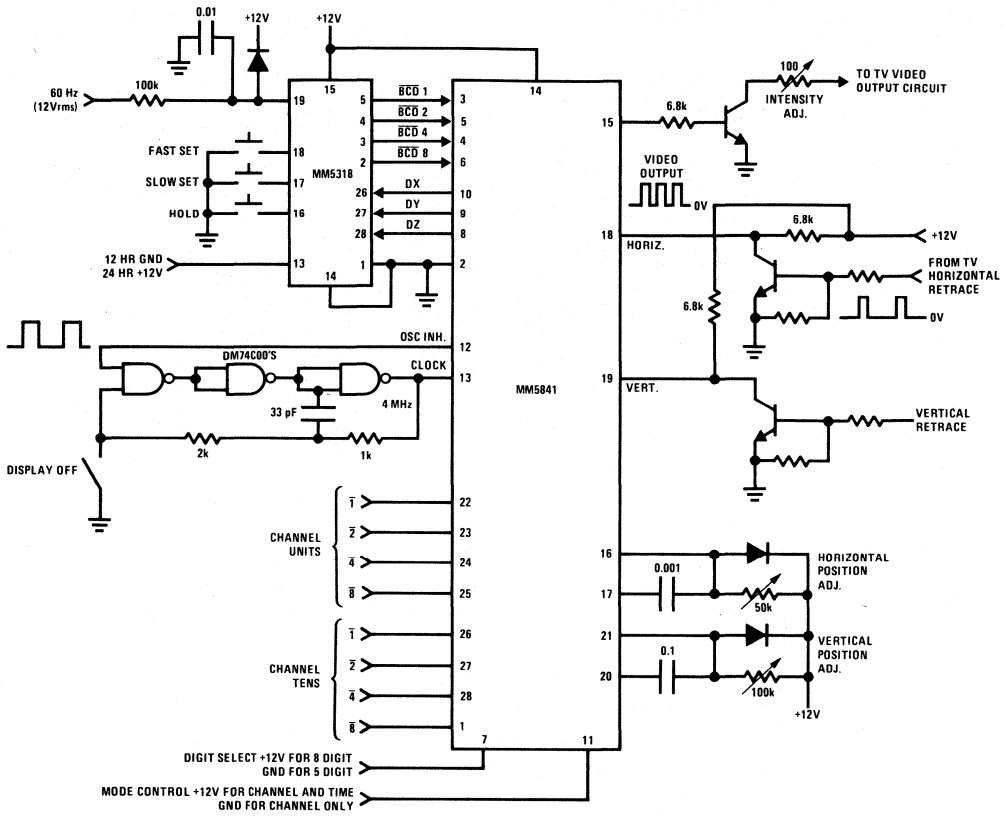 0.01
+12V
+12V
60 Hz
(12Vrms)
100k
19
15
14
5
BCD 1
3
4
BCD 2
5
3
BCD 4
4
2
BCD 8
6
FAST SET
18
SLOW SET
17
HOLD
16
MM5318
26
DX
10
27
DY
9
28
DZ
8
12 HR GND
24 HR +12V
13
1
2
14
15
6.8k
100
INTENSITY
ADJ.
TO TV VIDEO
OUTPUT CIRCUIT
VIDEO
OUTPUT
0V
18
HORIZ.
6.8k
+12V
FROM TV
HORIZONTAL
RETRACE
6.8k
0V
OSC INH.
12
DM74C00'S
CLOCK
13
4 MHz
33 pF
2k
1k
DISPLAY OFF
MM5841
19
VERT.
VERTICAL
RETRACE
CHANNEL
UNITS
1
22
2
23
4
24
8
25
CHANNEL
TENS
1
26
2
27
4
28
8
1
16
17
0.001
50k
HORIZONTAL
POSITION
ADJ.
21
20
0.1
100k
VERTICAL
POSITION
ADJ.
+12V
7
11
DIGIT SELECT +12V FOR 8 DIGIT
GND FOR 5 DIGIT
MODE CONTROL +12V FOR CHANNEL AND TIME
GND FOR CHANNEL ONLY